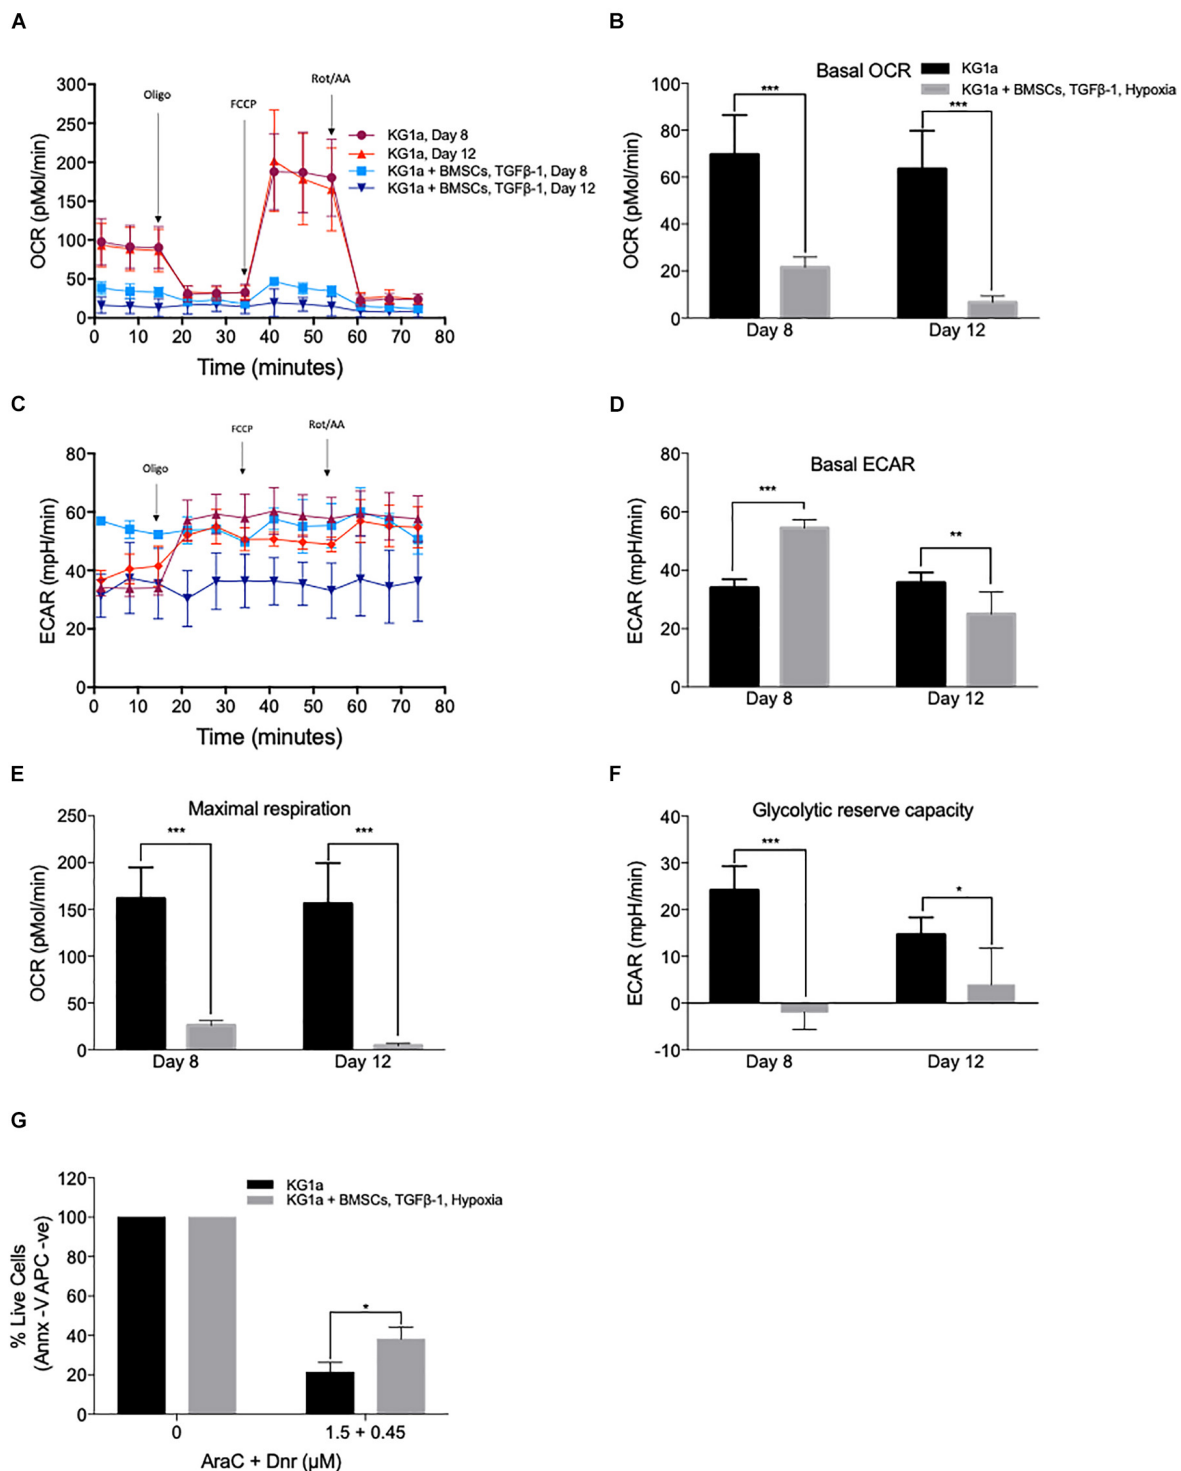 A
OCR (pMol/min)
300
250
200
150
100
50
0
Oligo
FCCP
Rot/AA
KG1a, Day 8
KG1a, Day 12
KG1a + BMSCs, TGFβ-1, Day 8
KG1a + BMSCs, TGFβ-1, Day 12
0 10 20 30 40 50 60 70 80
Time (minutes)
B
Basal OCR
KG1a
KG1a + BMSCs, TGFβ-1, Hypoxia
OCR (pMol/min)
100
80
60
40
20
0
***
***
Day 8
Day 12
C
ECAR (mpH/min)
80
60
40
20
0
Oligo
FCCP
Rot/AA
0 10 20 30 40 50 60 70 80
Time (minutes)
D
Basal ECAR
ECAR (mpH/min)
80
60
40
20
0
***
**
Day 8
Day 12
E
Maximal respiration
OCR (pMol/min)
250
200
150
100
50
0
***
***
Day 8
Day 12
F
Glycolytic reserve capacity
ECAR (mpH/min)
40
30
20
10
0
-10
***
*
Day 8
Day 12
G
% Live Cells
(Annx -V APC -ve)
120
100
80
60
40
20
0
KG1a
KG1a + BMSCs, TGFβ-1, Hypoxia
*
0
1.5 + 0.45
AraC + Dnr (µM)